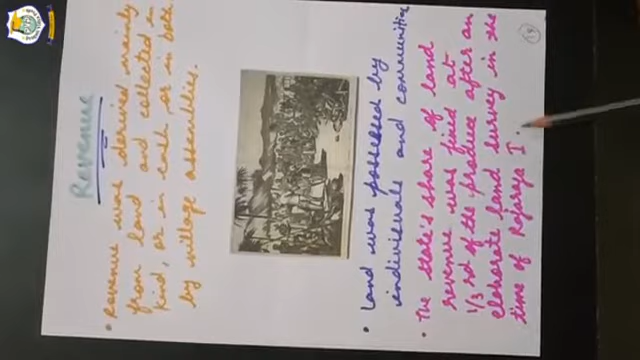 Revenue
• Revenue was derived mainly
from land and collected in
kind, or in cash, or in both
by village assemblies.
• Land was possessed by
individuals and communities
• The state's share of land
revenue was fixed at
1/3 rd of the produce after an
elaborate land survey in the
time of Rajaraja I.